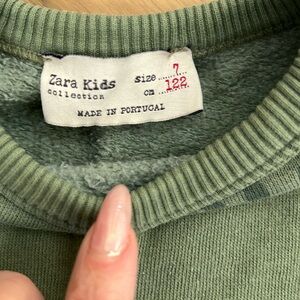 Zara Kids
collection
size 7
cm 122
MADE IN PORTUGAL